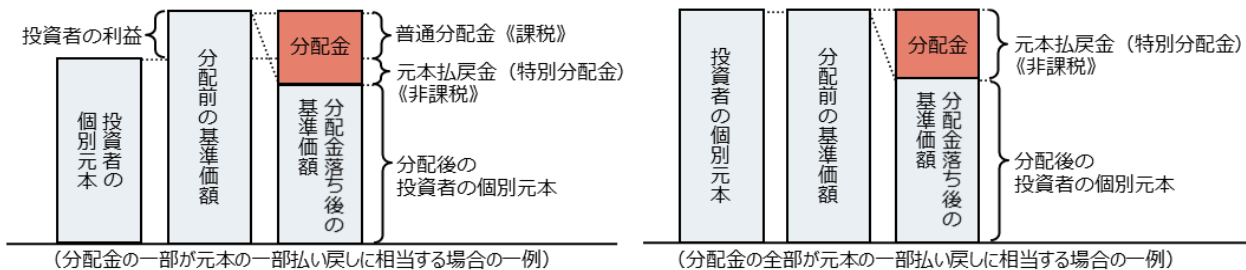 投資者の利益
投資者の
個別元本
分配前の基準価額
分配金
分配金落ち後の
基準価額
普通分配金《課税》
元本払戻金（特別分配金）
《非課税》
分配後の
投資者の個別元本
（分配金の一部が元本の一部払い戻しに相当する場合の一例）
投資者の個別元本
分配前の基準価額
分配金
分配金落ち後の
基準価額
元本払戻金（特別分配金）
《非課税》
分配後の
投資者の個別元本
（分配金の全部が元本の一部払い戻しに相当する場合の一例）